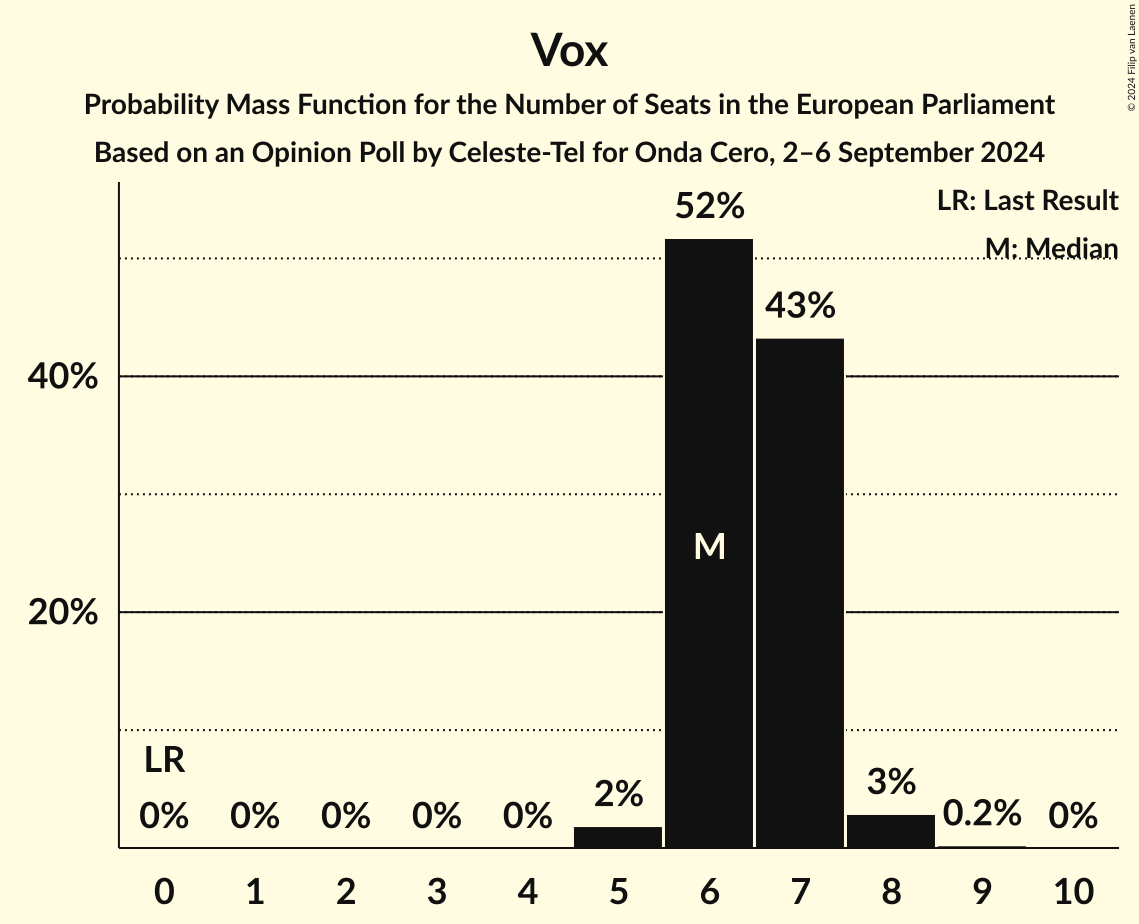 © 2024 Filip van Laenen
Vox
Probability Mass Function for the Number of Seats in the European Parliament
Based on an Opinion Poll by Celeste-Tel for Onda Cero, 2–6 September 2024
LR: Last Result
M: Median
52%
43%
40%
M
20%
LR
0% 0% 0% 0% 0% 2% 3% 0.2% 0%
0 1 2 3 4 5 6 7 8 9 10